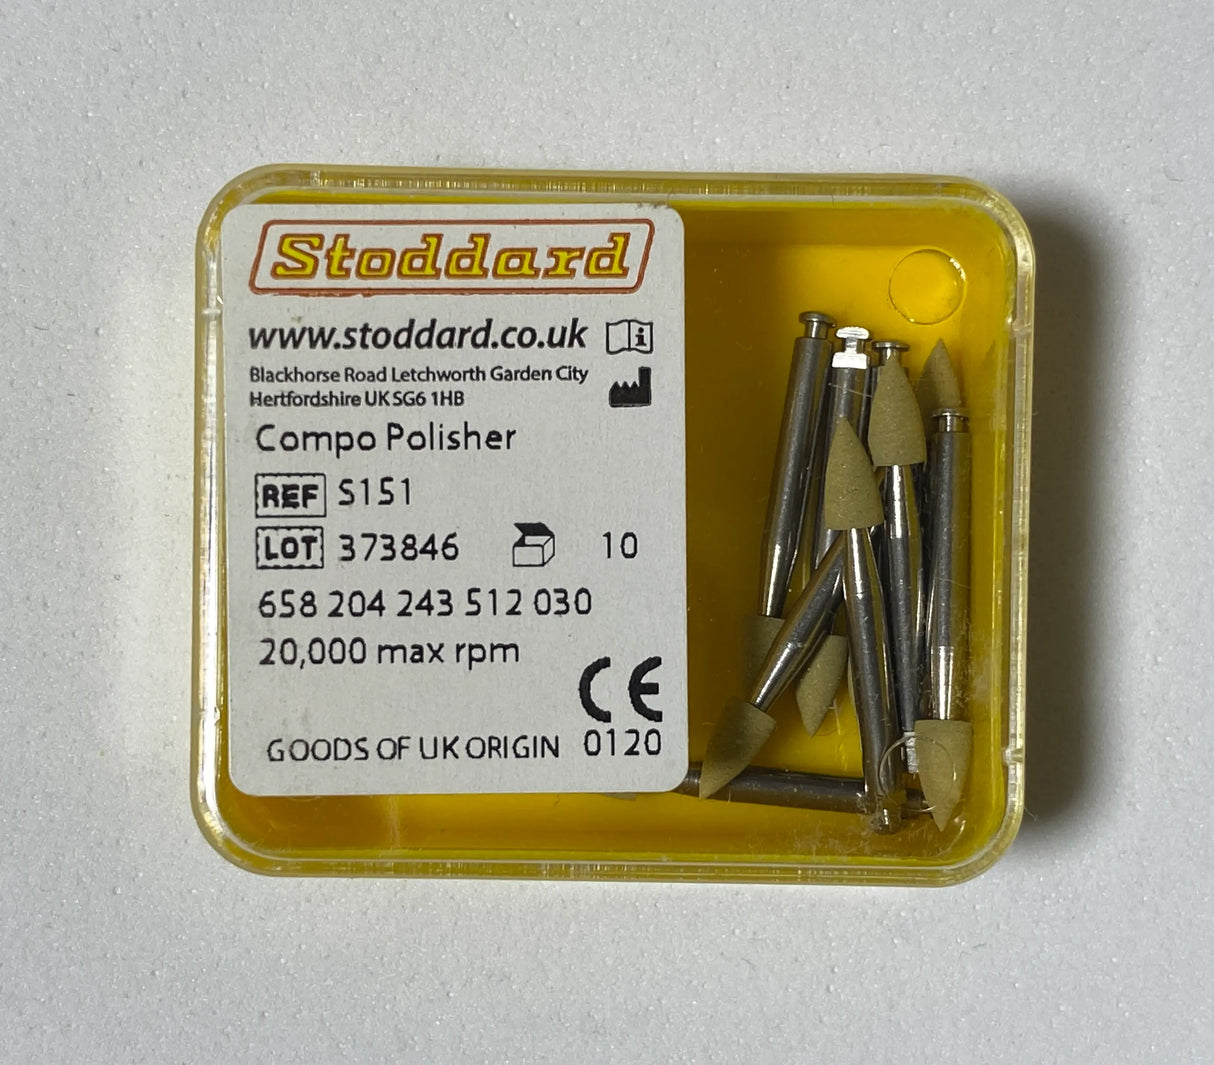 Stoddard
www.stoddard.co.uk
Blackhorse Road Letchworth Garden City
Hertfordshire UK SG6 1HB
Compo Polisher
REF S151
LOT 373846 10
658 204 243 512 030
20,000 max rpm
CE
GOODS OF UK ORIGIN 0120